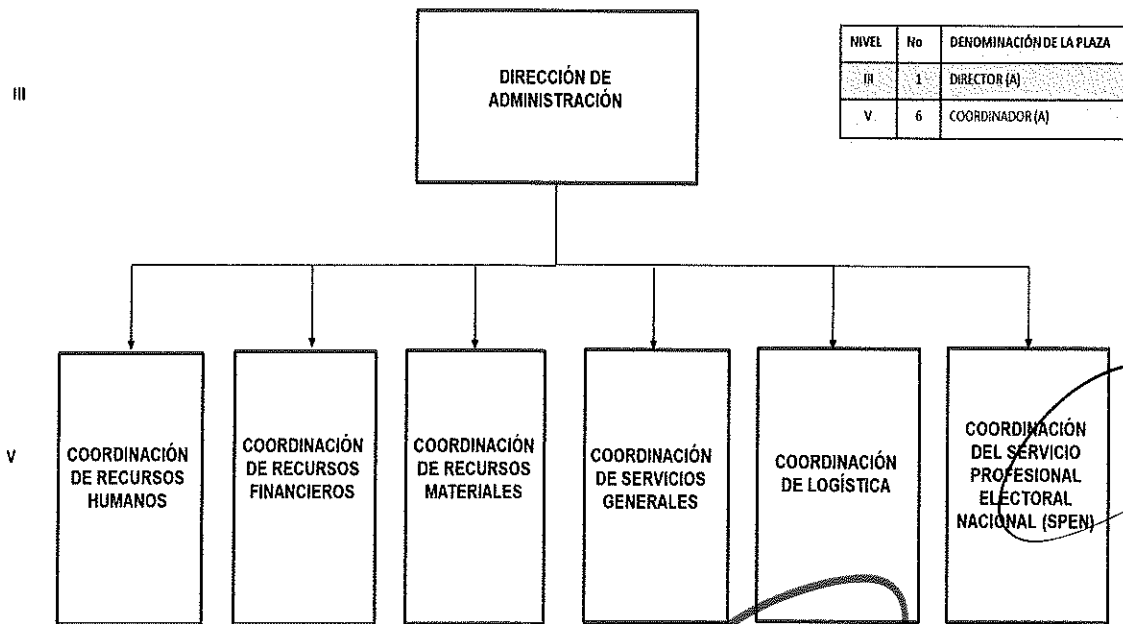 NIVEL No DENOMINACIÓN DE LA PLAZA
III 1 DIRECTOR (A)
V 6 COORDINADOR (A)
III
DIRECCIÓN DE
ADMINISTRACIÓN
V
COORDINACIÓN
DE RECURSOS
HUMANOS
COORDINACIÓN
DE RECURSOS
FINANCIEROS
COORDINACIÓN
DE RECURSOS
MATERIALES
COORDINACIÓN
DE SERVICIOS
GENERALES
COORDINACIÓN
DE LOGÍSTICA
COORDINACIÓN
DEL SERVICIO
PROFESIONAL
ELECTORAL
NACIONAL (SPEN)